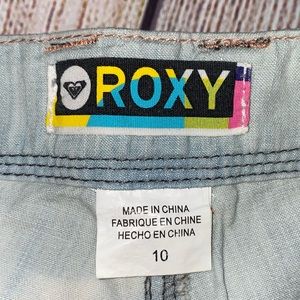 ROXY
MADE IN CHINA
FABRIQUE EN CHINE
HECHO EN CHINA
10